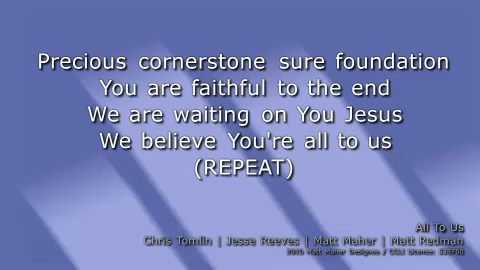 Precious cornerstone sure foundation
You are faithful to the end
We are waiting on You Jesus
We believe You're all to us
(REPEAT)
All To Us
Chris Tomlin | Jesse Reeves | Matt Maher | Matt Redman